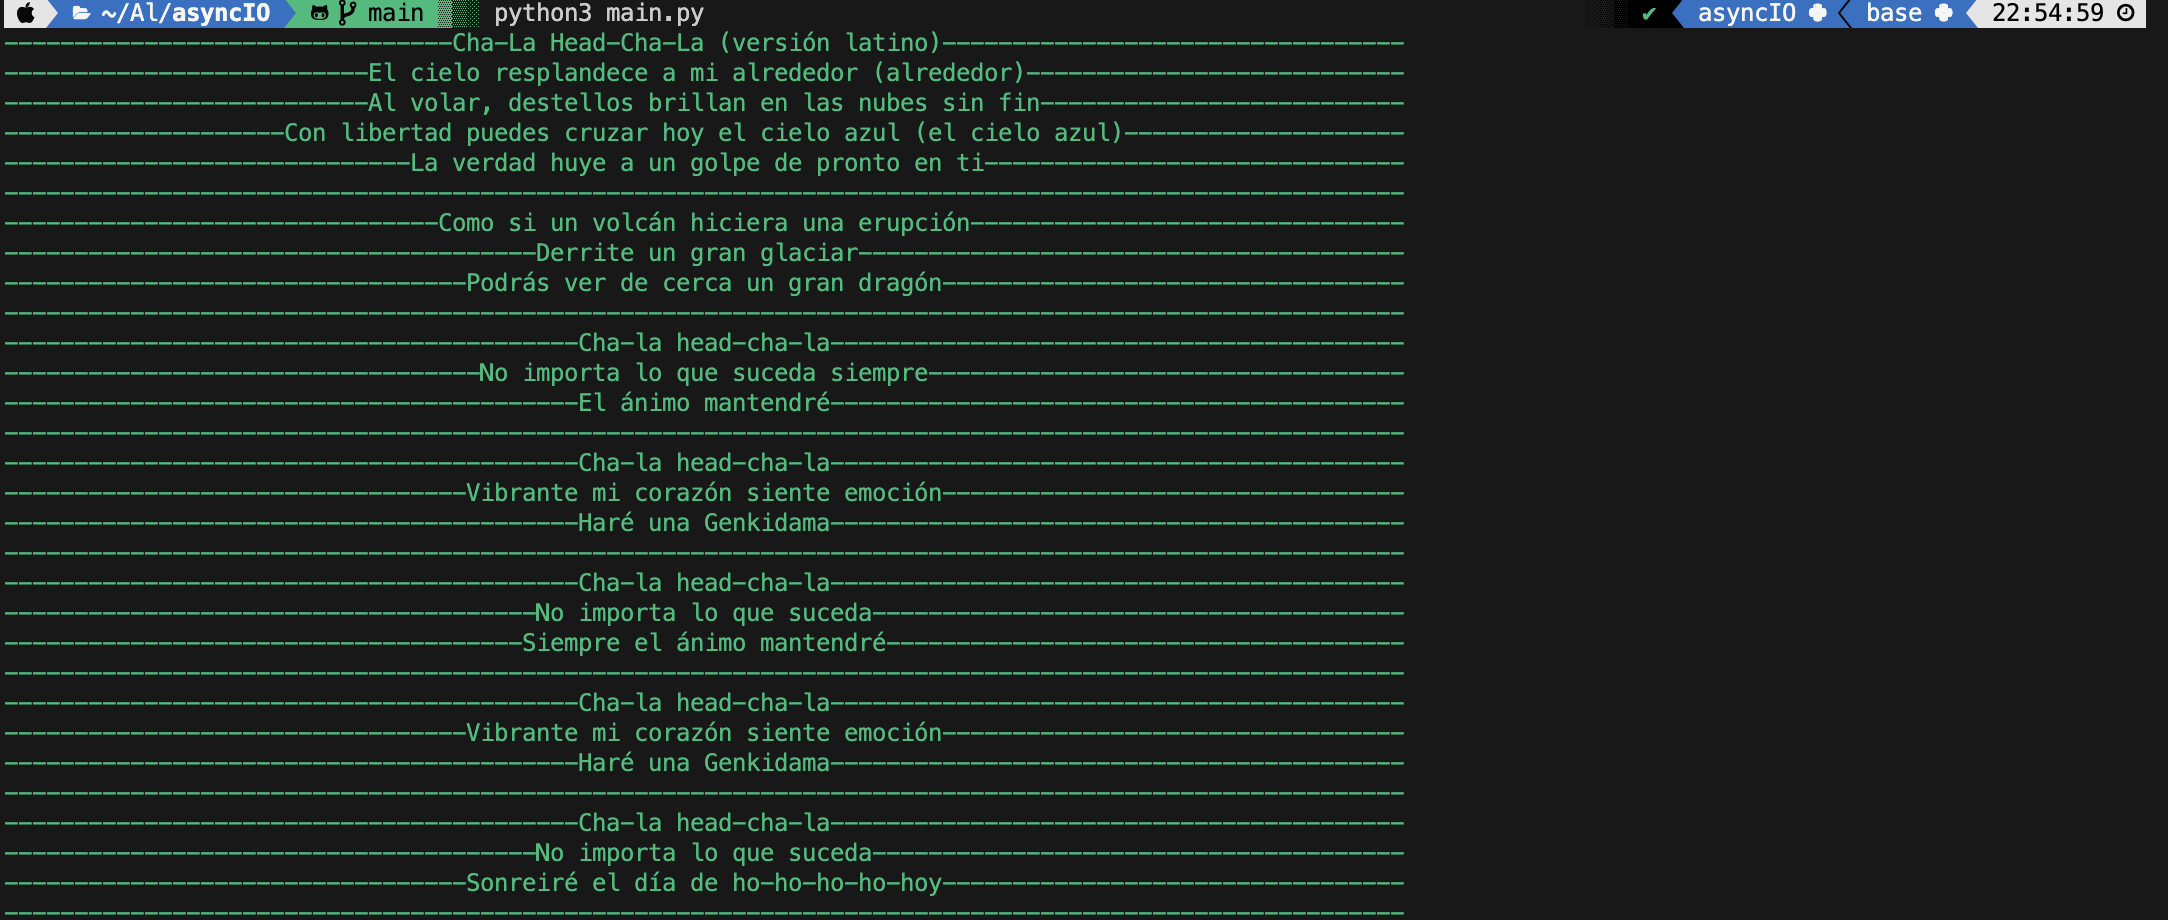 ~/Al/asyncIO main python3 main.py ✔ asyncIO base 22:54:59
Cha-La Head-Cha-La (versión latino)
El cielo resplandece a mi alrededor (alrededor)
Al volar, destellos brillan en las nubes sin fin
Con libertad puedes cruzar hoy el cielo azul (el cielo azul)
La verdad huye a un golpe de pronto en ti
Como si un volcán hiciera una erupción
Derrite un gran glaciar
Podrás ver de cerca un gran dragón
Cha-la head-cha-la
No importa lo que suceda siempre
El ánimo mantendré
Cha-la head-cha-la
Vibrante mi corazón siente emoción
Haré una Genkidama
Cha-la head-cha-la
No importa lo que suceda
Siempre el ánimo mantendré
Cha-la head-cha-la
Vibrante mi corazón siente emoción
Haré una Genkidama
Cha-la head-cha-la
No importa lo que suceda
Sonreiré el día de ho-ho-ho-ho-hoy